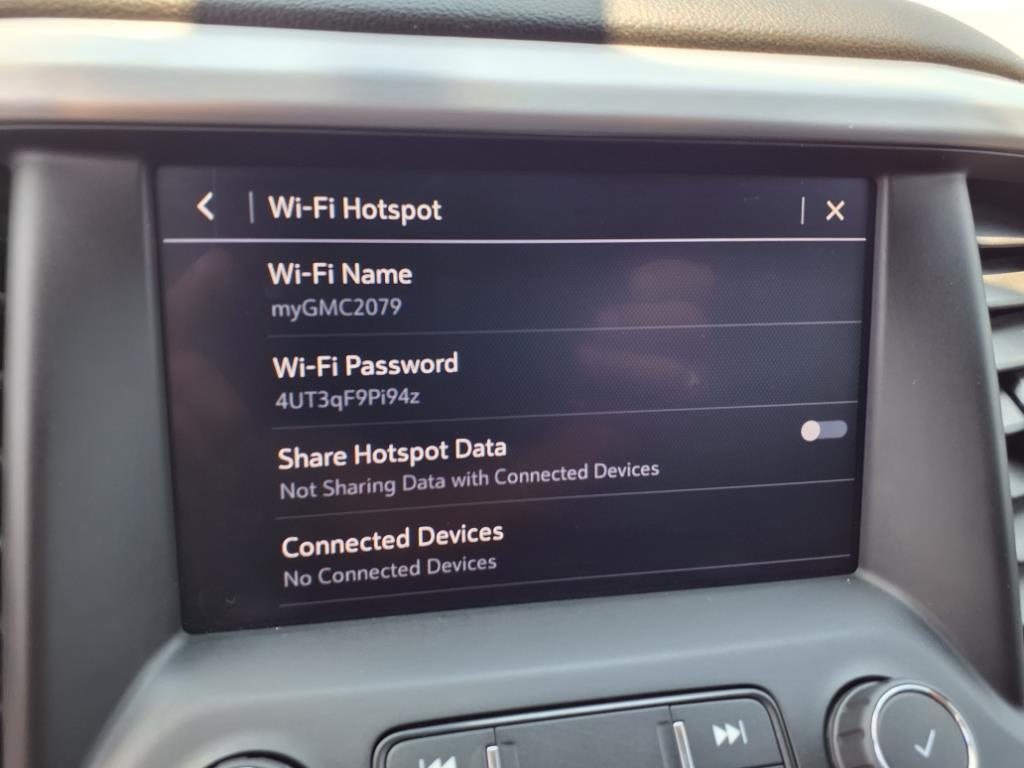 Wi-Fi Hotspot
Wi-Fi Name
myGMC2079
Wi-Fi Password
4UT3qF9Pi94z
Share Hotspot Data
Not Sharing Data with Connected Devices
Connected Devices
No Connected Devices